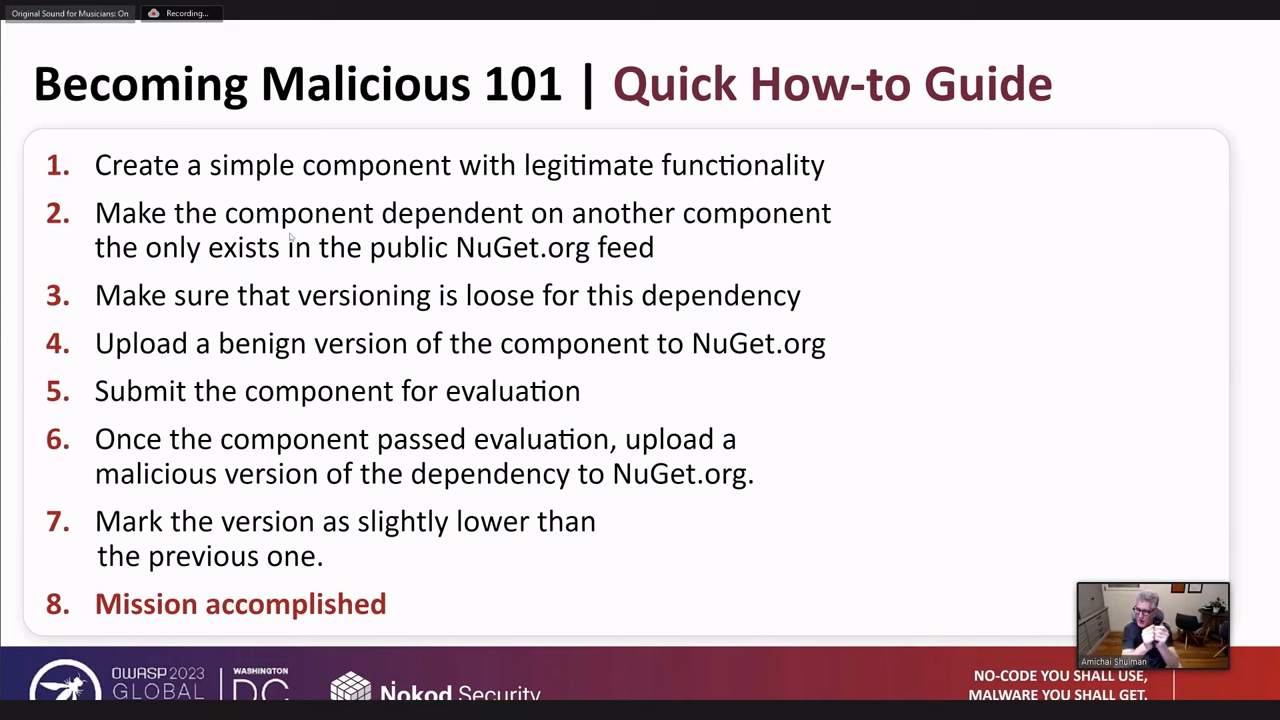 Original Sound for Musicians: On
Recording...
Becoming Malicious 101 | Quick How-to Guide
1. Create a simple component with legitimate functionality
2. Make the component dependent on another component
the only exists in the public NuGet.org feed
3. Make sure that versioning is loose for this dependency
4. Upload a benign version of the component to NuGet.org
5. Submit the component for evaluation
6. Once the component passed evaluation, upload a
malicious version of the dependency to NuGet.org.
7. Mark the version as slightly lower than
the previous one.
8. Mission accomplished
Amichai Shulman
OWASP 2023
GLOBAL
WASHINGTON
DC
Nokod Security
NO-CODE YOU SHALL USE,
MALWARE YOU SHALL GET.